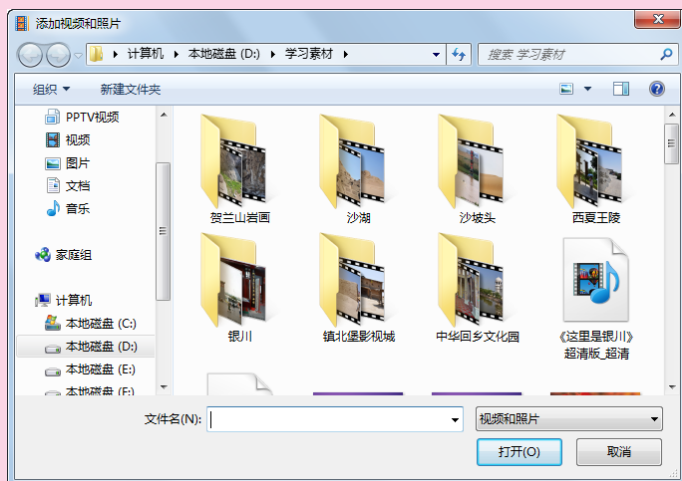 添加视频和照片
计算机 本地磁盘 (D:) 学习素材
搜索 学习素材
组织 新建文件夹
PPTV视频
视频
图片
文档
音乐
家庭组
计算机
本地磁盘 (C:)
本地磁盘 (D:)
本地磁盘 (E:)
本地磁盘 (F:)
贺兰山岩画 沙湖 沙坡头 西夏王陵
银川 镇北堡影视城 中华回乡文化园 《这里是银川》
超清版_超清
文件名(N): 视频和照片
打开(O) 取消